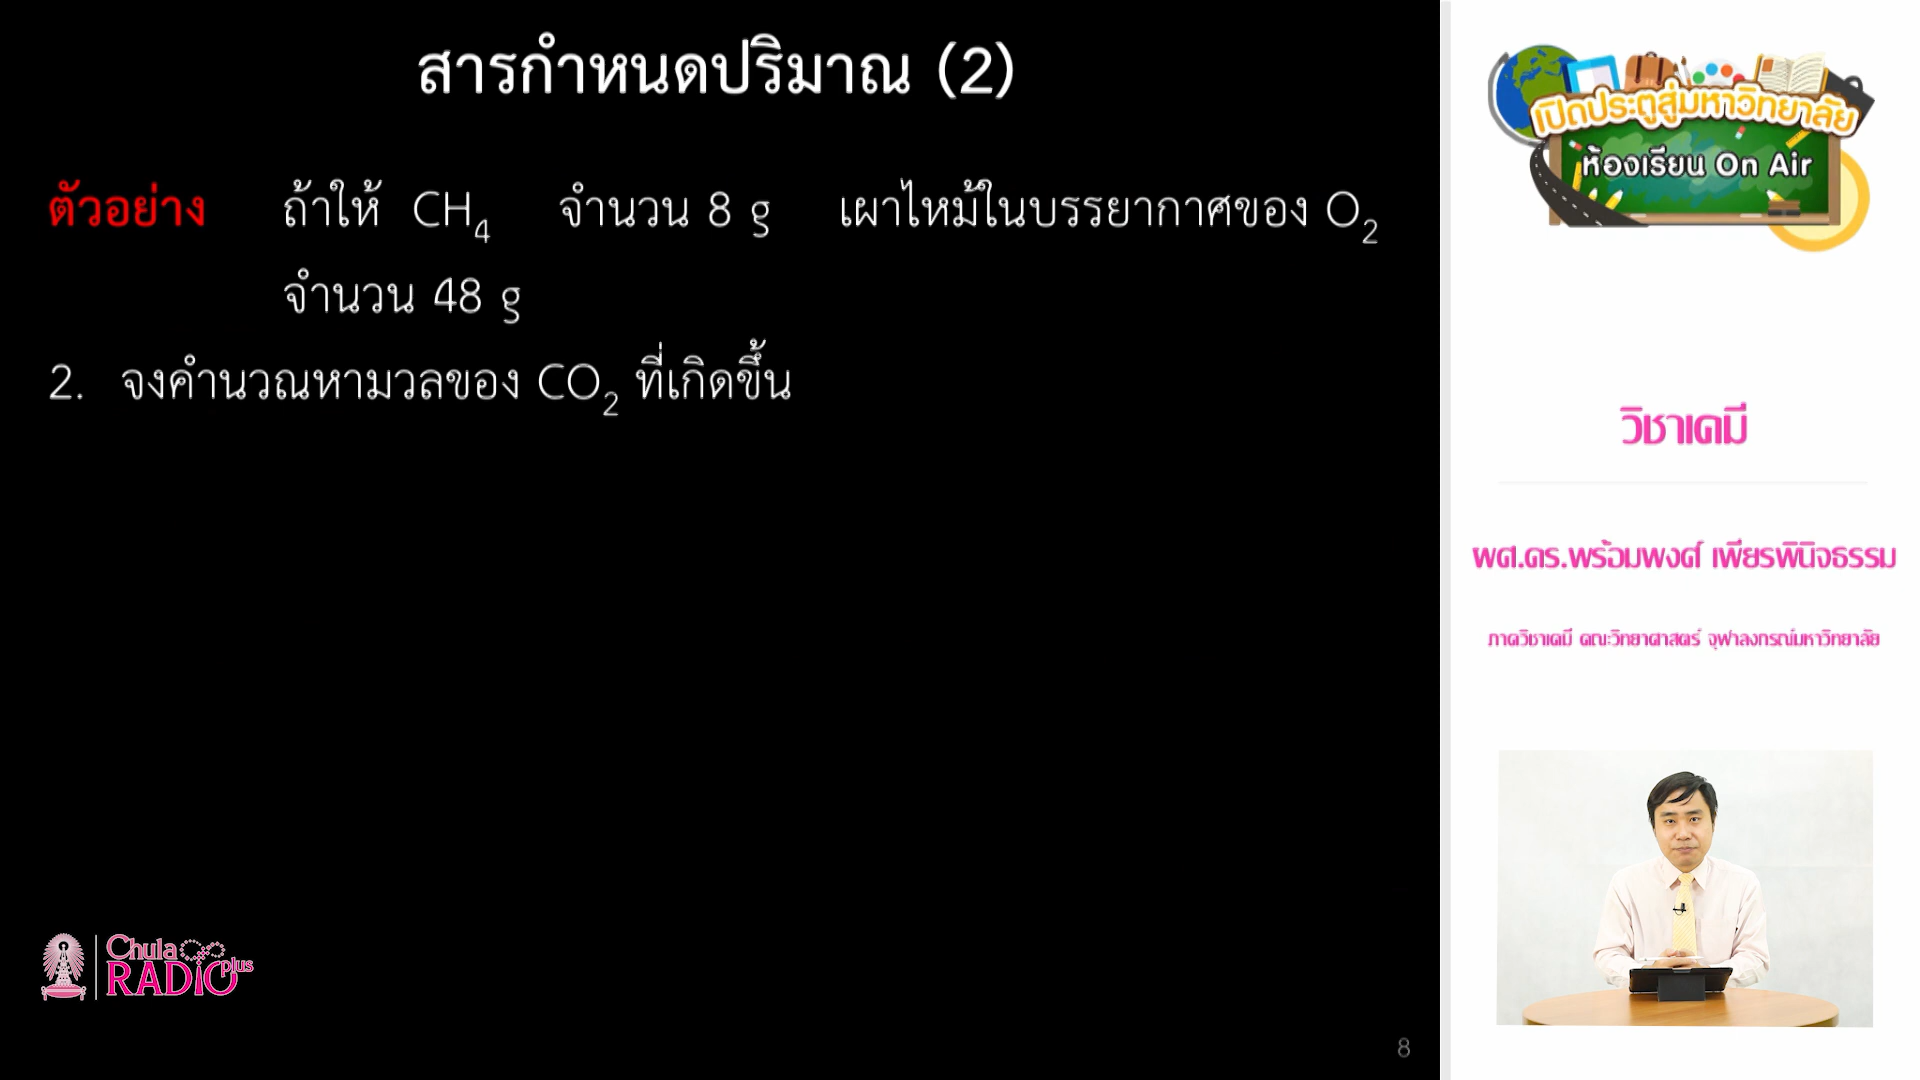 สารกำหนดปริมาณ (2)
ตัวอย่าง ถ้าให้ CH4 จำนวน 8 g เผาไหม้ในบรรยากาศของ O2
จำนวน 48 g
2. จงคำนวณหามวลของ CO2 ที่เกิดขึ้น
Chula
RADIO plus
8
เปิดประตูสู่มหาวิทยาลัย
ห้องเรียน On Air
วิชาเคมี
ผศ.ดร.พร้อมพงศ์ เพียรพินิจธรรม
ภาควิชาเคมี คณะวิทยาศาสตร์ จุฬาลงกรณ์มหาวิทยาลัย